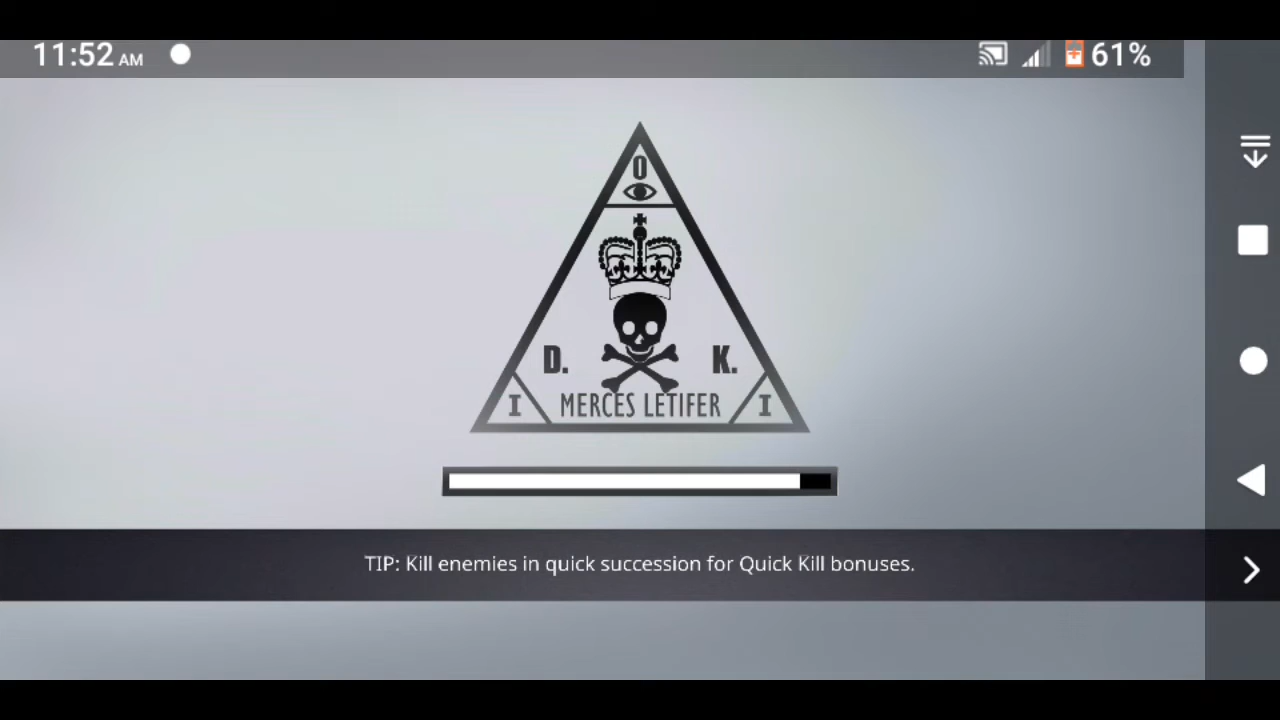 11:52 AM 61%
O
D. K.
I MERCES LETIFER I
TIP: Kill enemies in quick succession for Quick Kill bonuses.